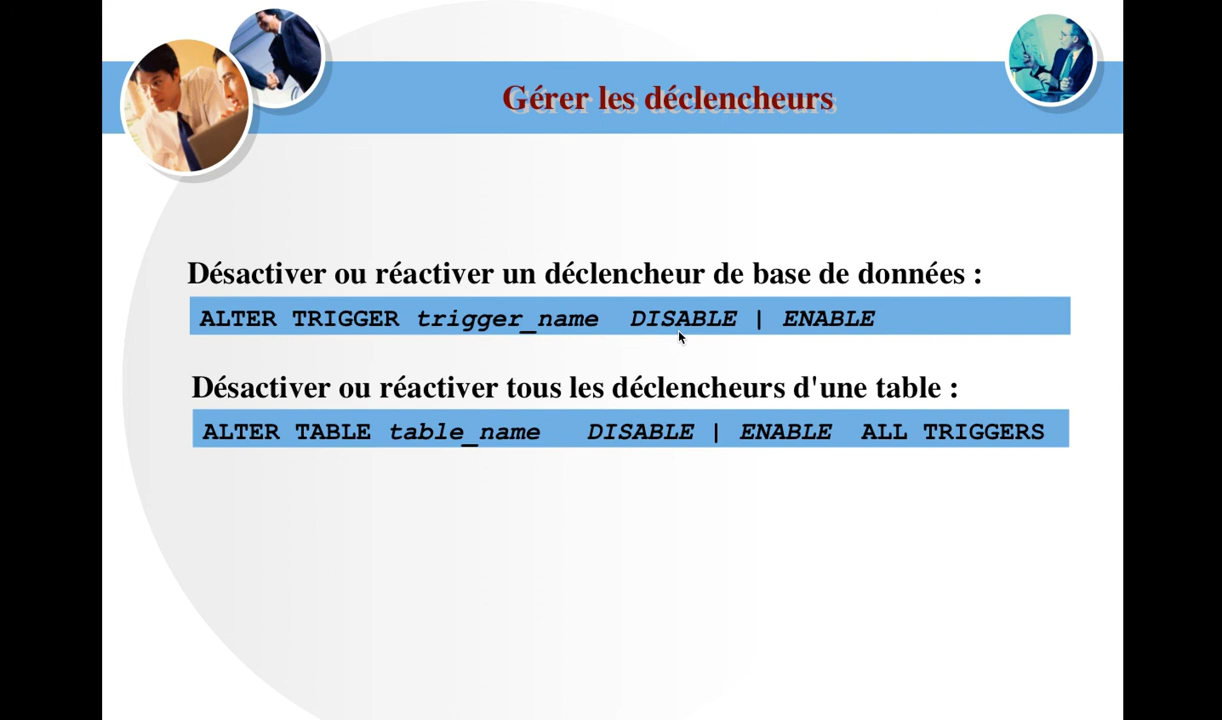 Gérer les déclencheurs
Désactiver ou réactiver un déclencheur de base de données :
ALTER TRIGGER trigger_name DISABLE | ENABLE
Désactiver ou réactiver tous les déclencheurs d'une table :
ALTER TABLE table_name DISABLE | ENABLE ALL TRIGGERS